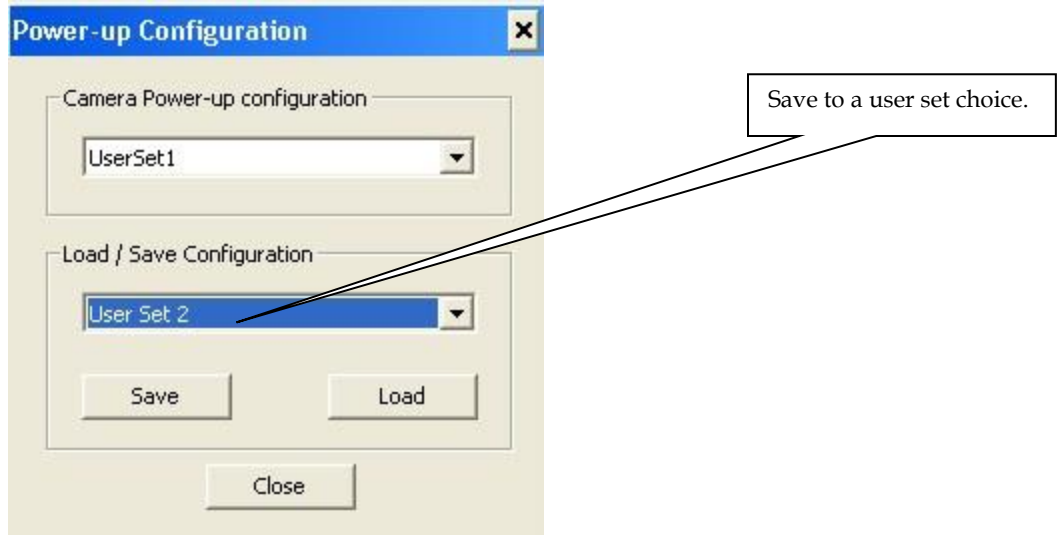 Power-up Configuration
Camera Power-up configuration
UserSet1
Save to a user set choice.
Load / Save Configuration
User Set 2
Save
Load
Close